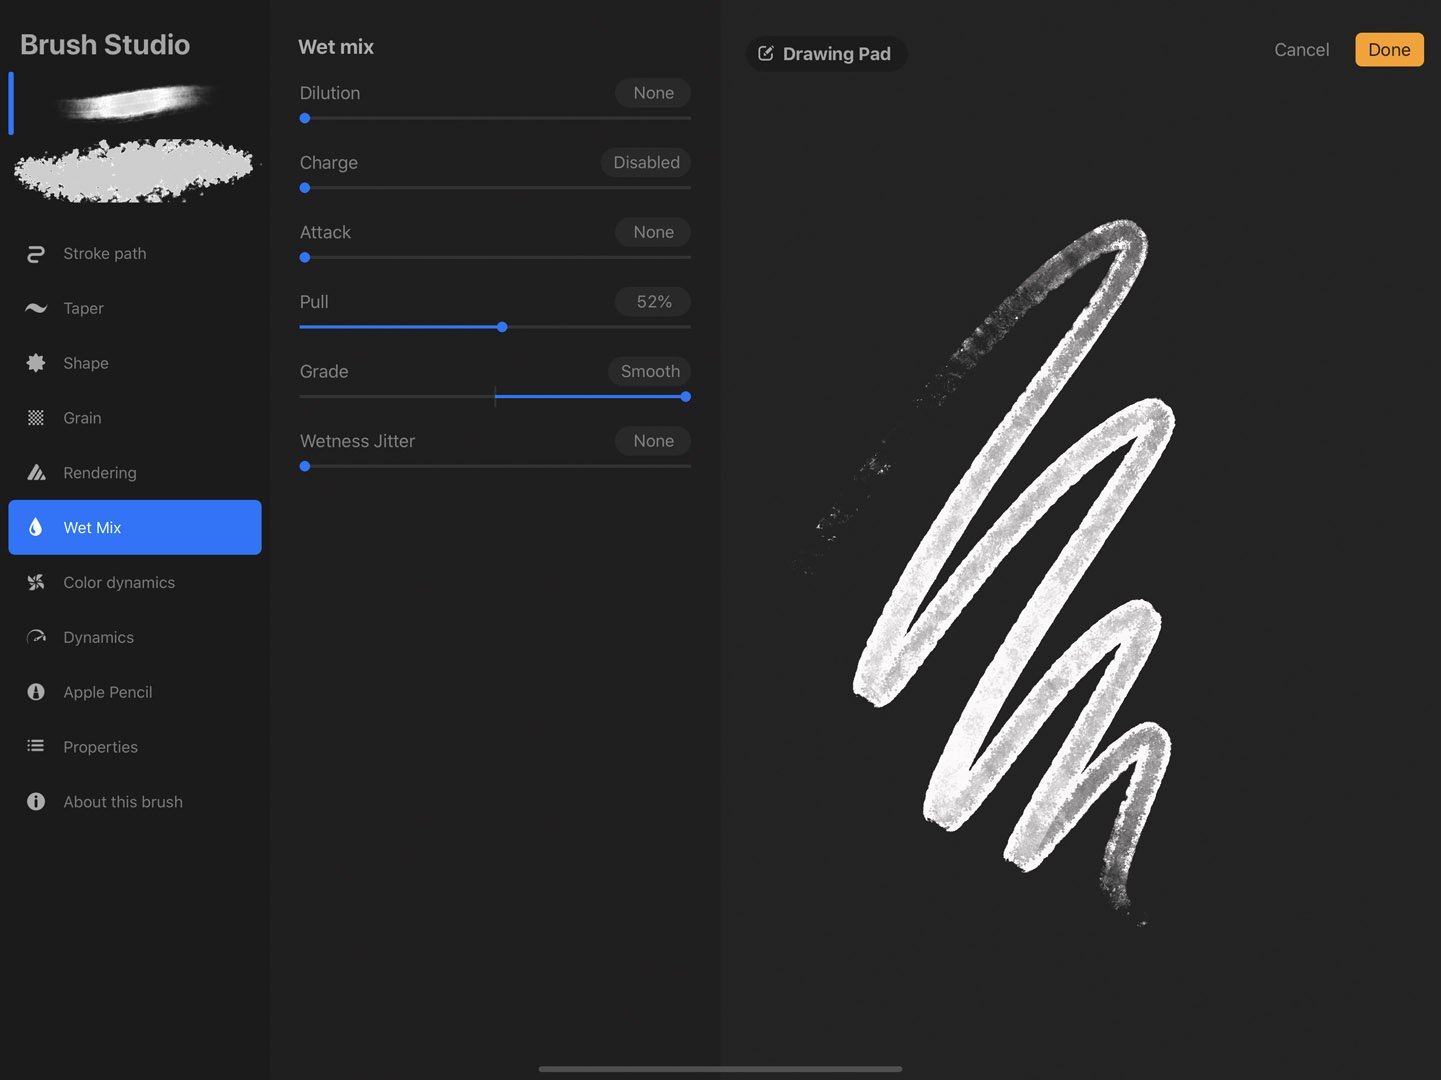 Brush Studio
Stroke path
Taper
Shape
Grain
Rendering
Wet Mix
Color dynamics
Dynamics
Apple Pencil
Properties
About this brush
Wet mix
Dilution None
Charge Disabled
Attack None
Pull 52%
Grade Smooth
Wetness Jitter None
Drawing Pad
Cancel Done